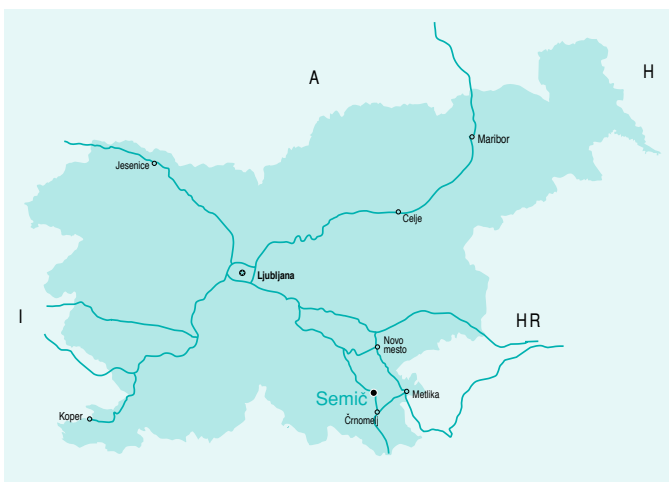 A
H
Maribor
Jesenice
Celje
Ljubljana
I
HR
Novo
mesto
Semič
Metlika
Koper
Črnomelj